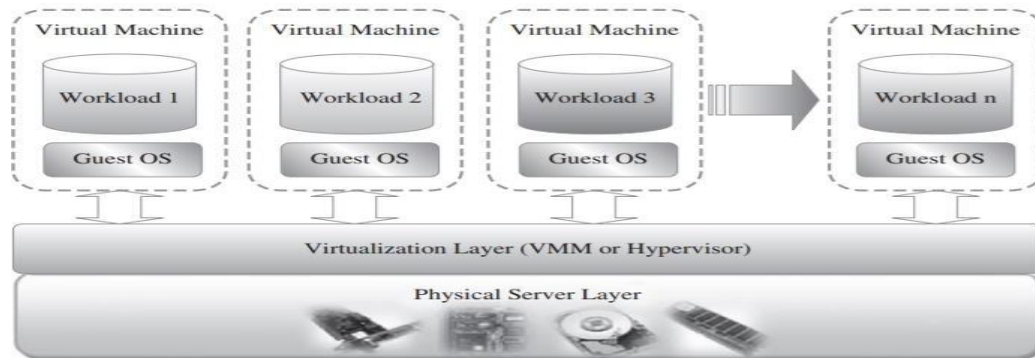 Virtual Machine
Virtual Machine
Virtual Machine
Virtual Machine
Workload 1
Workload 2
Workload 3
Workload n
Guest OS
Guest OS
Guest OS
Guest OS
Virtualization Layer (VMM or Hypervisor)
Physical Server Layer